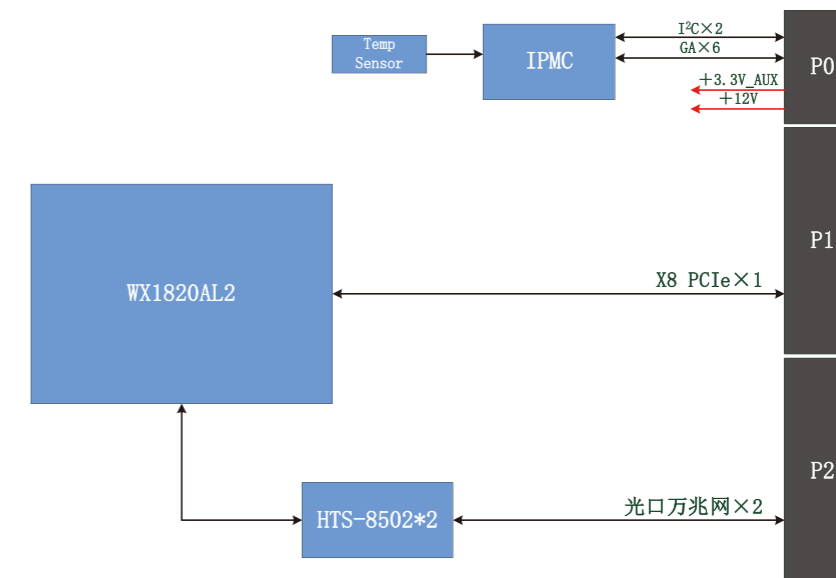 I²C×2
GA×6
Temp
Sensor
IPMC
P0
+3.3V_AUX
+12V
P1
WX1820AL2
X8 PCIe×1
P2
光口万兆网×2
HTS-8502*2